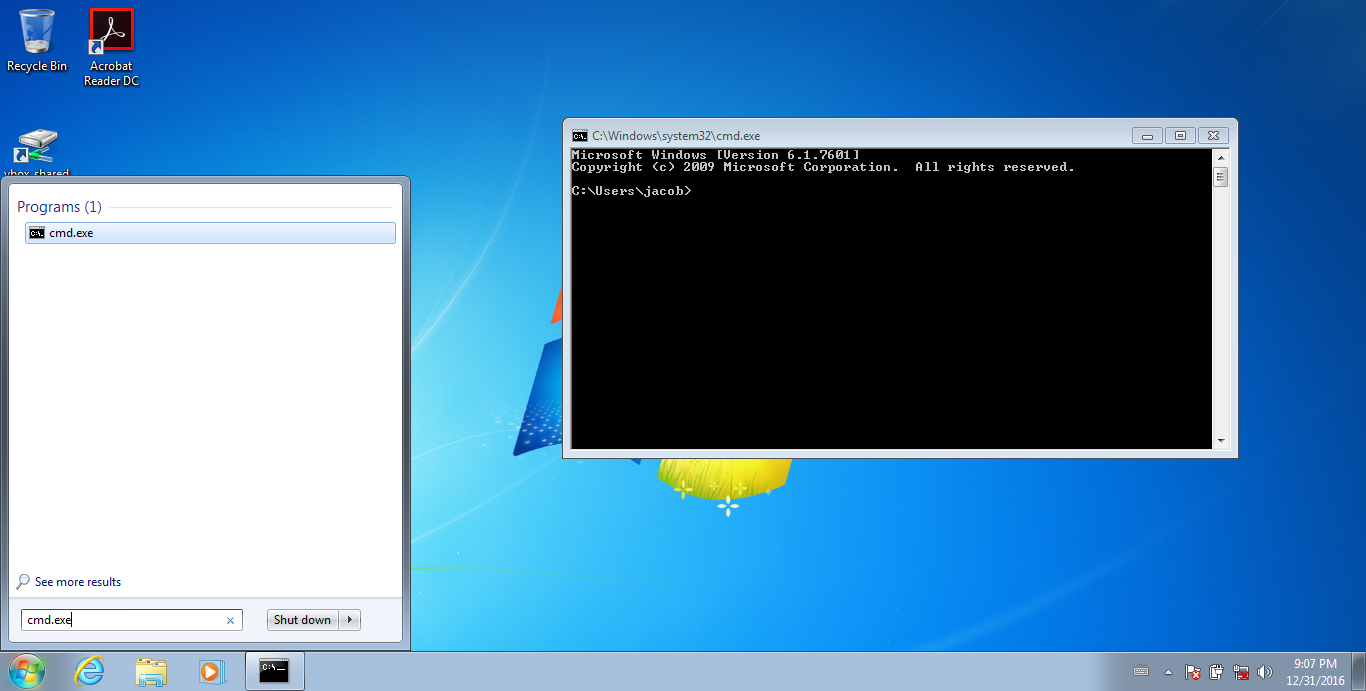 Recycle Bin
Acrobat
Reader DC
vbox_shared
Programs (1)
cmd.exe
See more results
cmd.exe
Shut down
C:\Windows\system32\cmd.exe
Microsoft Windows [Version 6.1.7601]
Copyright (c) 2009 Microsoft Corporation.  All rights reserved.
C:\Users\jacob>
9:07 PM
12/31/2016